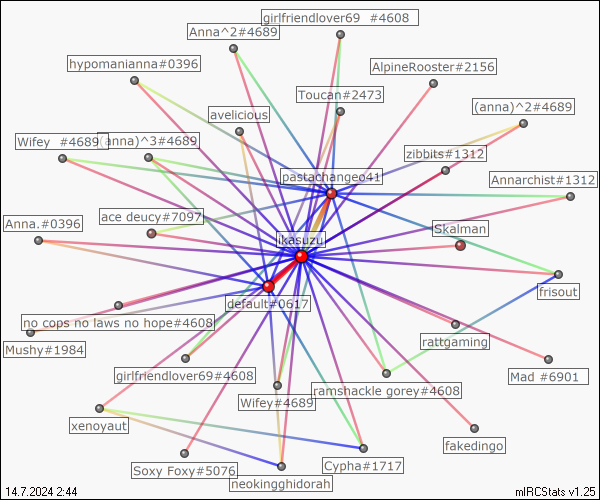 girlfriendlover69 #4608
Anna^2#4689
hypomanianna#0396
AlpineRooster#2156
Toucan#2473
(anna)^2#4689
avelicious
Wifey #4689
(anna)^3#4689
zibbits#1312
pastachangeo41
Annarchist#1312
ace deucy#7097
Anna.#0396
Skalman
ikasuzu
frisout
default#0617
no cops no laws no hope#4608
rattgaming
Mushy#1984
girlfriendlover69#4608
Mad #6901
ramshackle gorey#4608
Wifey#4689
xenoyaut
fakedingo
Cypha#1717
Soxy Foxy#5076
neokingghidorah
14.7.2024 2:44
mIRCStats v1.25